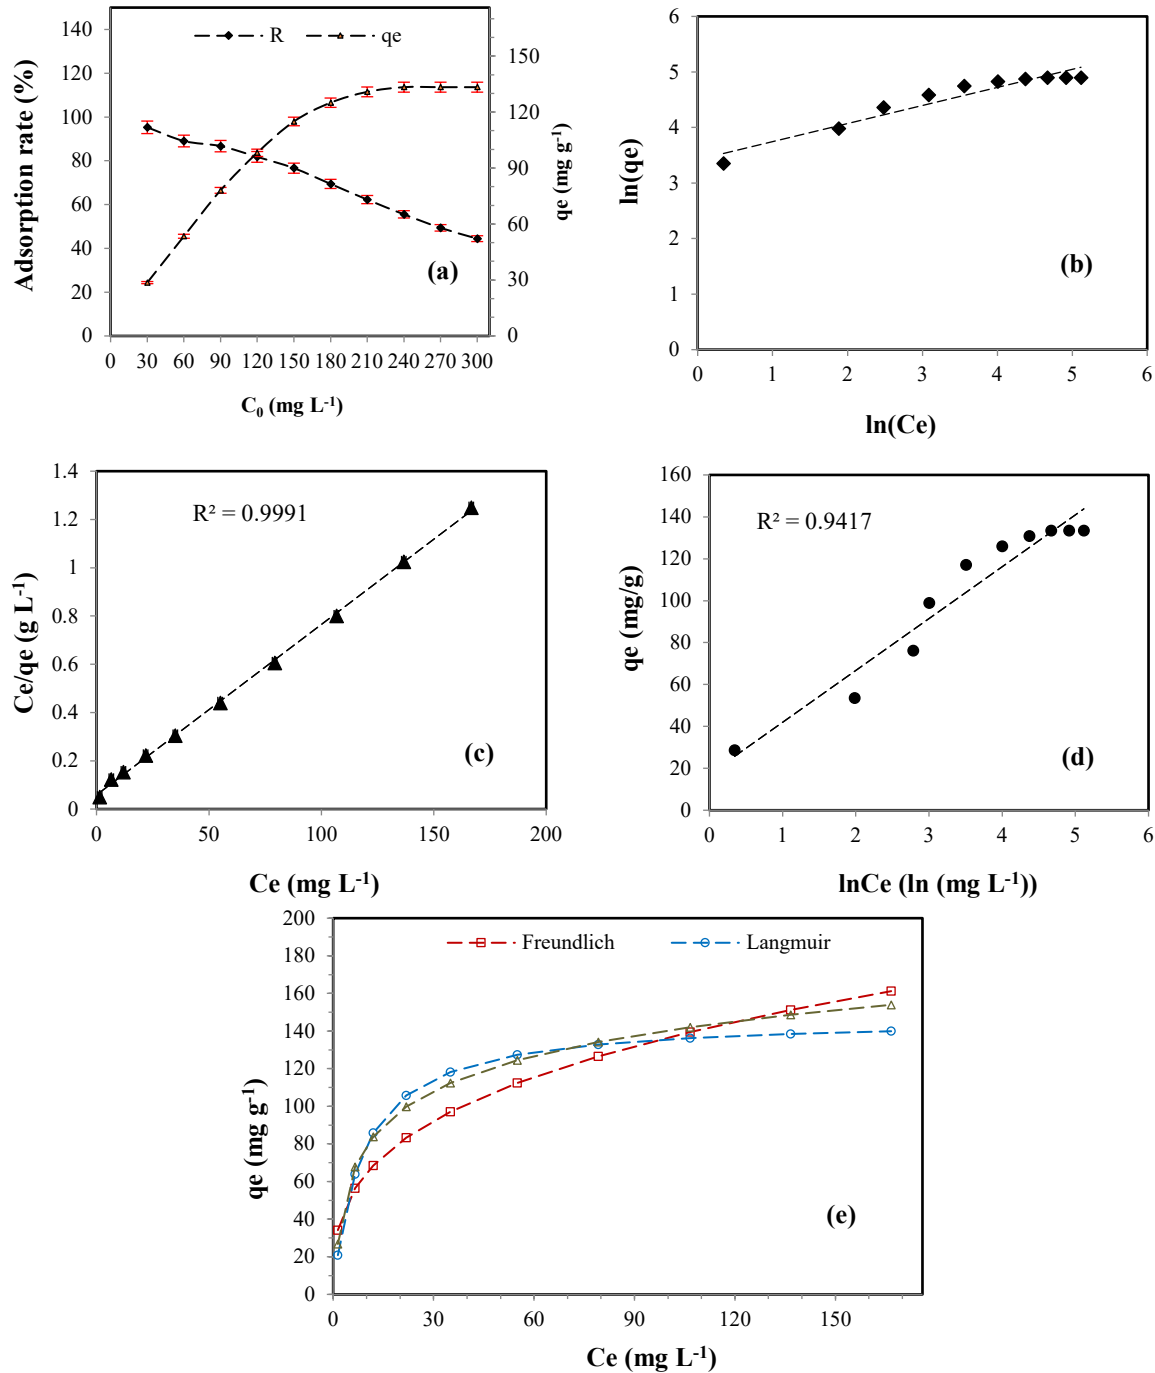 R qe
140
120
100
80
60
40
20
0
Adsorption rate (%)
150
120
90
60
30
0
qe (mg g-1)
(a)
0 30 60 90 120 150 180 210 240 270 300
C0 (mg L-1)
6
5
4
3
2
1
0
ln(qe)
(b)
0 1 2 3 4 5 6
ln(Ce)
1.4
1.2
1
0.8
0.6
0.4
0.2
0
Ce/qe (g L-1)
R² = 0.9991
(c)
0 50 100 150 200
Ce (mg L-1)
160
140
120
100
80
60
40
20
0
qe (mg/g)
R² = 0.9417
(d)
0 1 2 3 4 5 6
lnCe (ln (mg L-1))
200
180
160
140
120
100
80
60
40
20
0
qe (mg g-1)
Freundlich Langmuir
(e)
0 30 60 90 120 150
Ce (mg L-1)